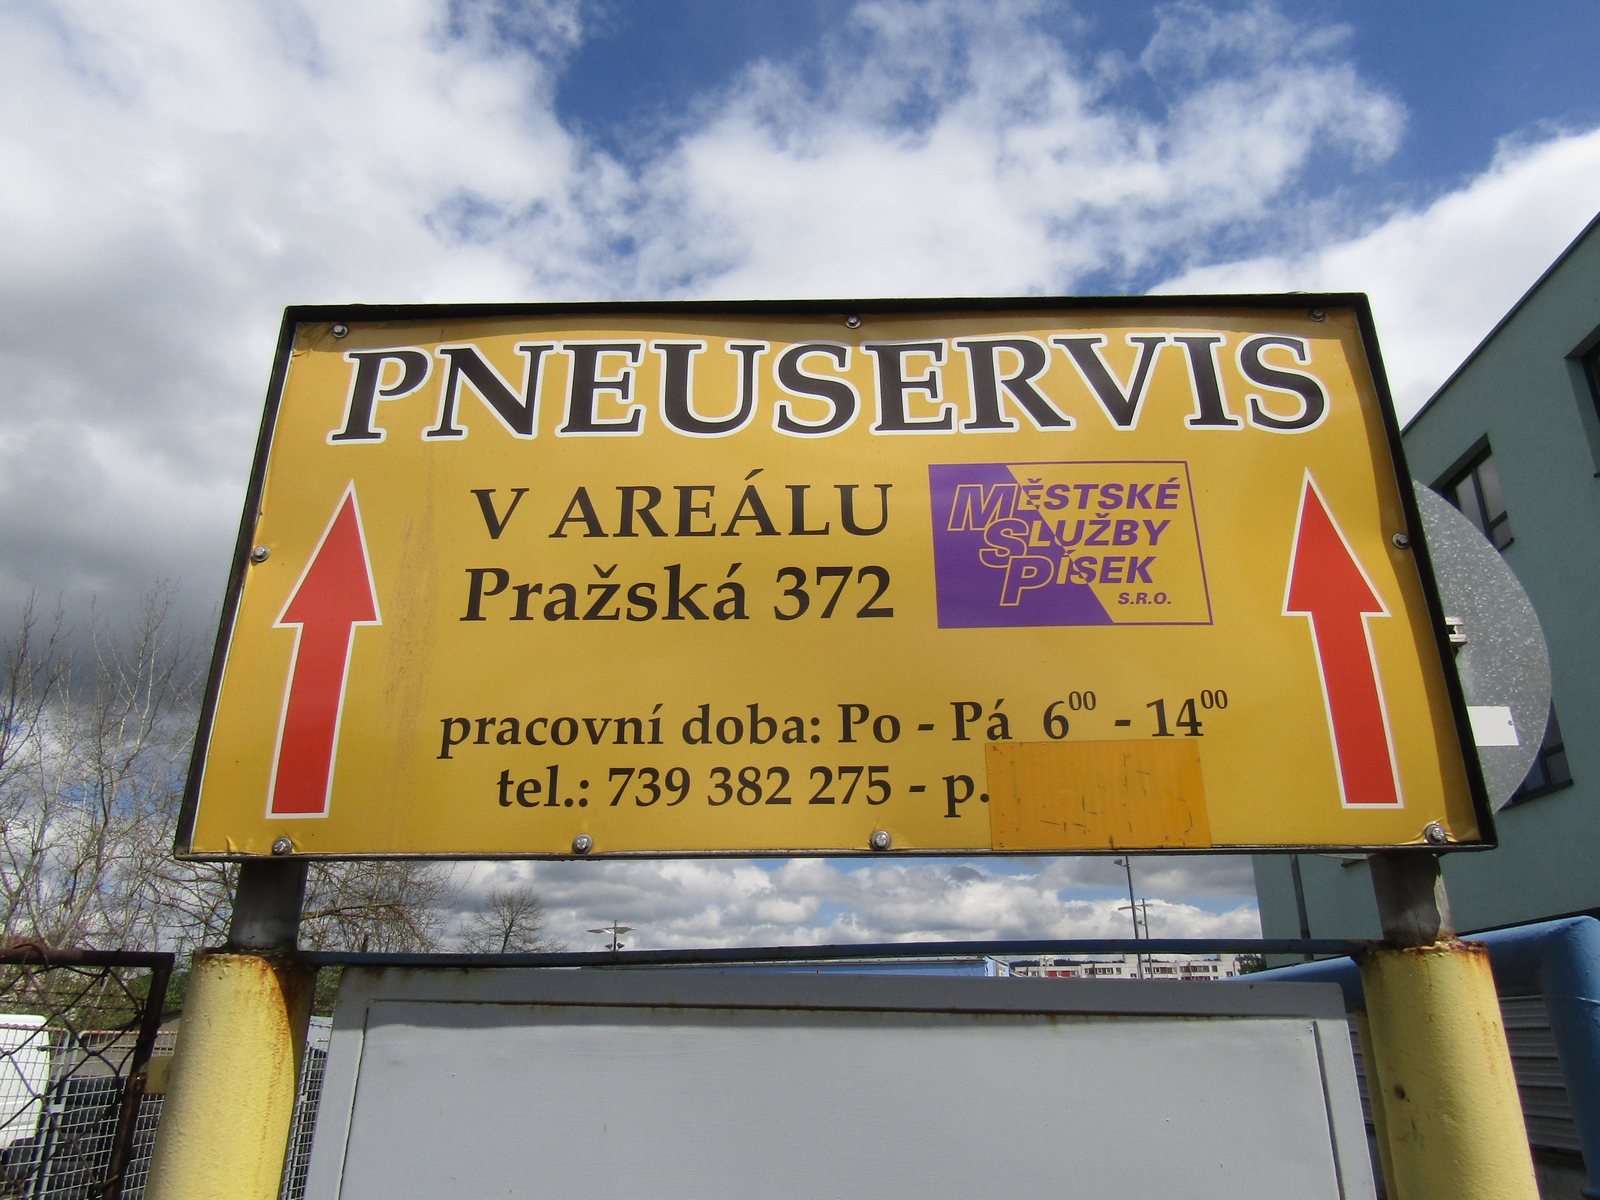 PNEUSERVIS
V AREÁLU
Pražská 372
MĚSTSKÉ
SLUŽBY
PÍSEK
S.R.O.
pracovní doba: Po - Pá 6⁰⁰ - 14⁰⁰
tel.: 739 382 275 - p.